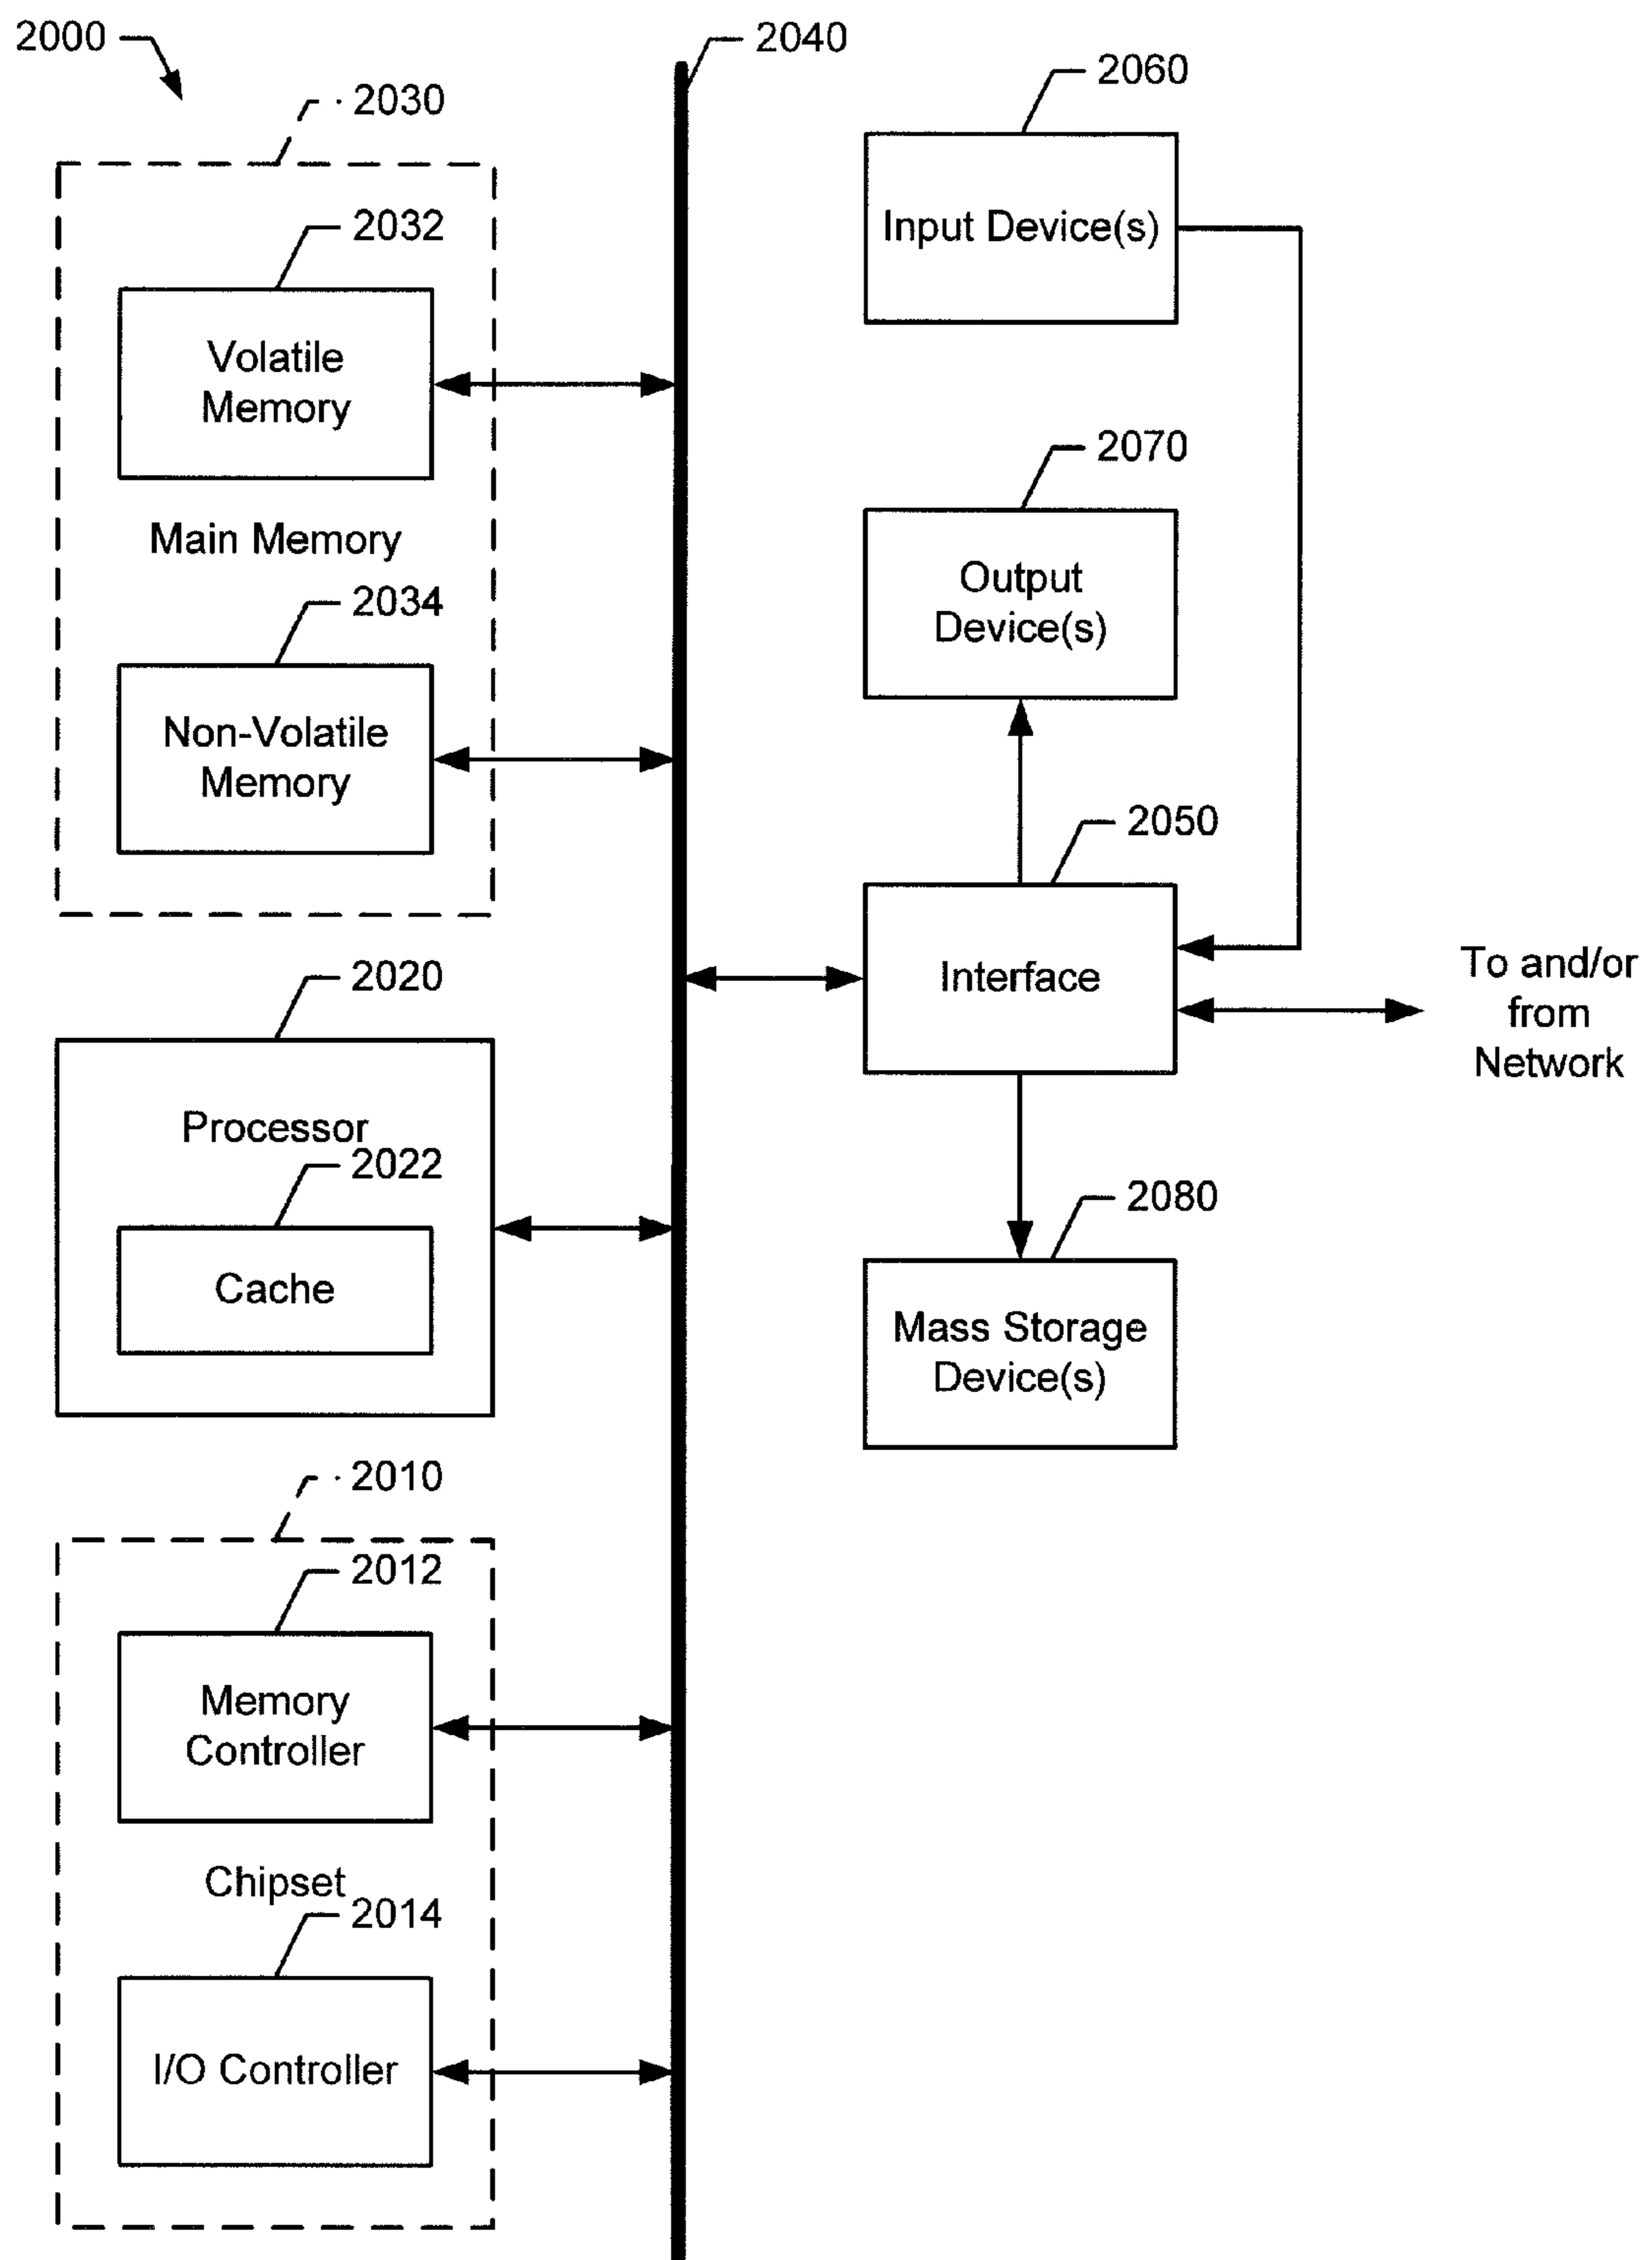 2000
2040
2060
2030
2032
Input Device(s)
Volatile
Memory
2070
Main Memory
Output
Device(s)
2034
Non-Volatile
Memory
2050
2020
Interface
To and/or
from
Network
Processor
2022
2080
Cache
Mass Storage
Device(s)
2010
2012
Memory
Controller
Chipset
2014
I/O Controller